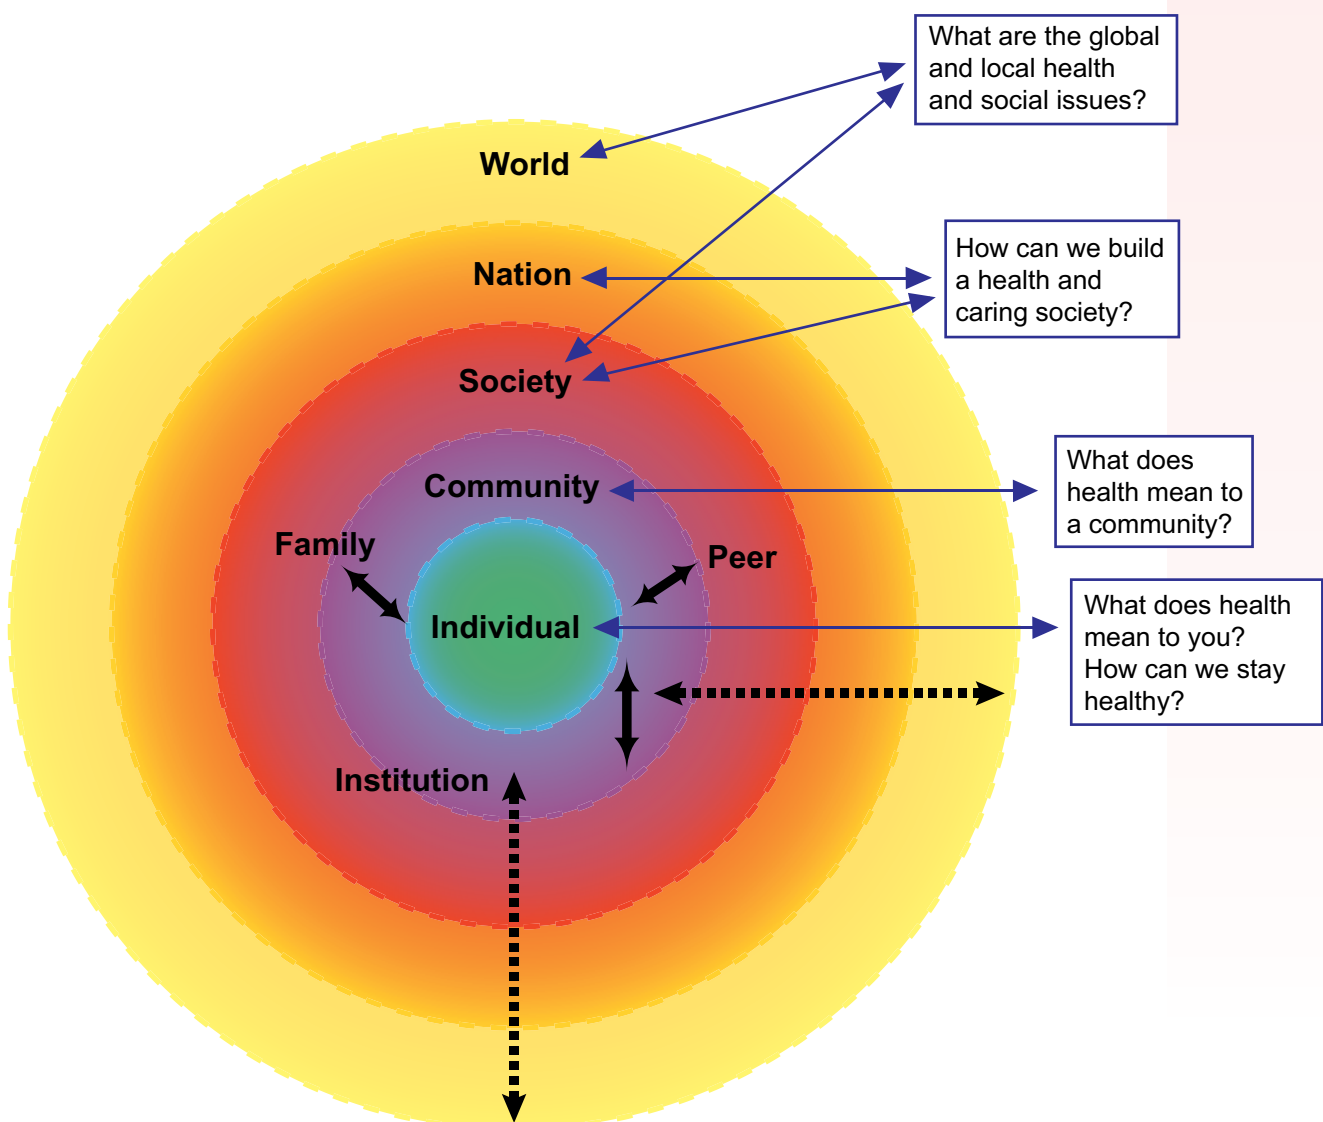 What are the global
and local health
and social issues?
World
How can we build
a health and
caring society?
Nation
Society
What does
health mean to
a community?
Community
Family
Peer
What does health
mean to you?
How can we stay
healthy?
Individual
Institution